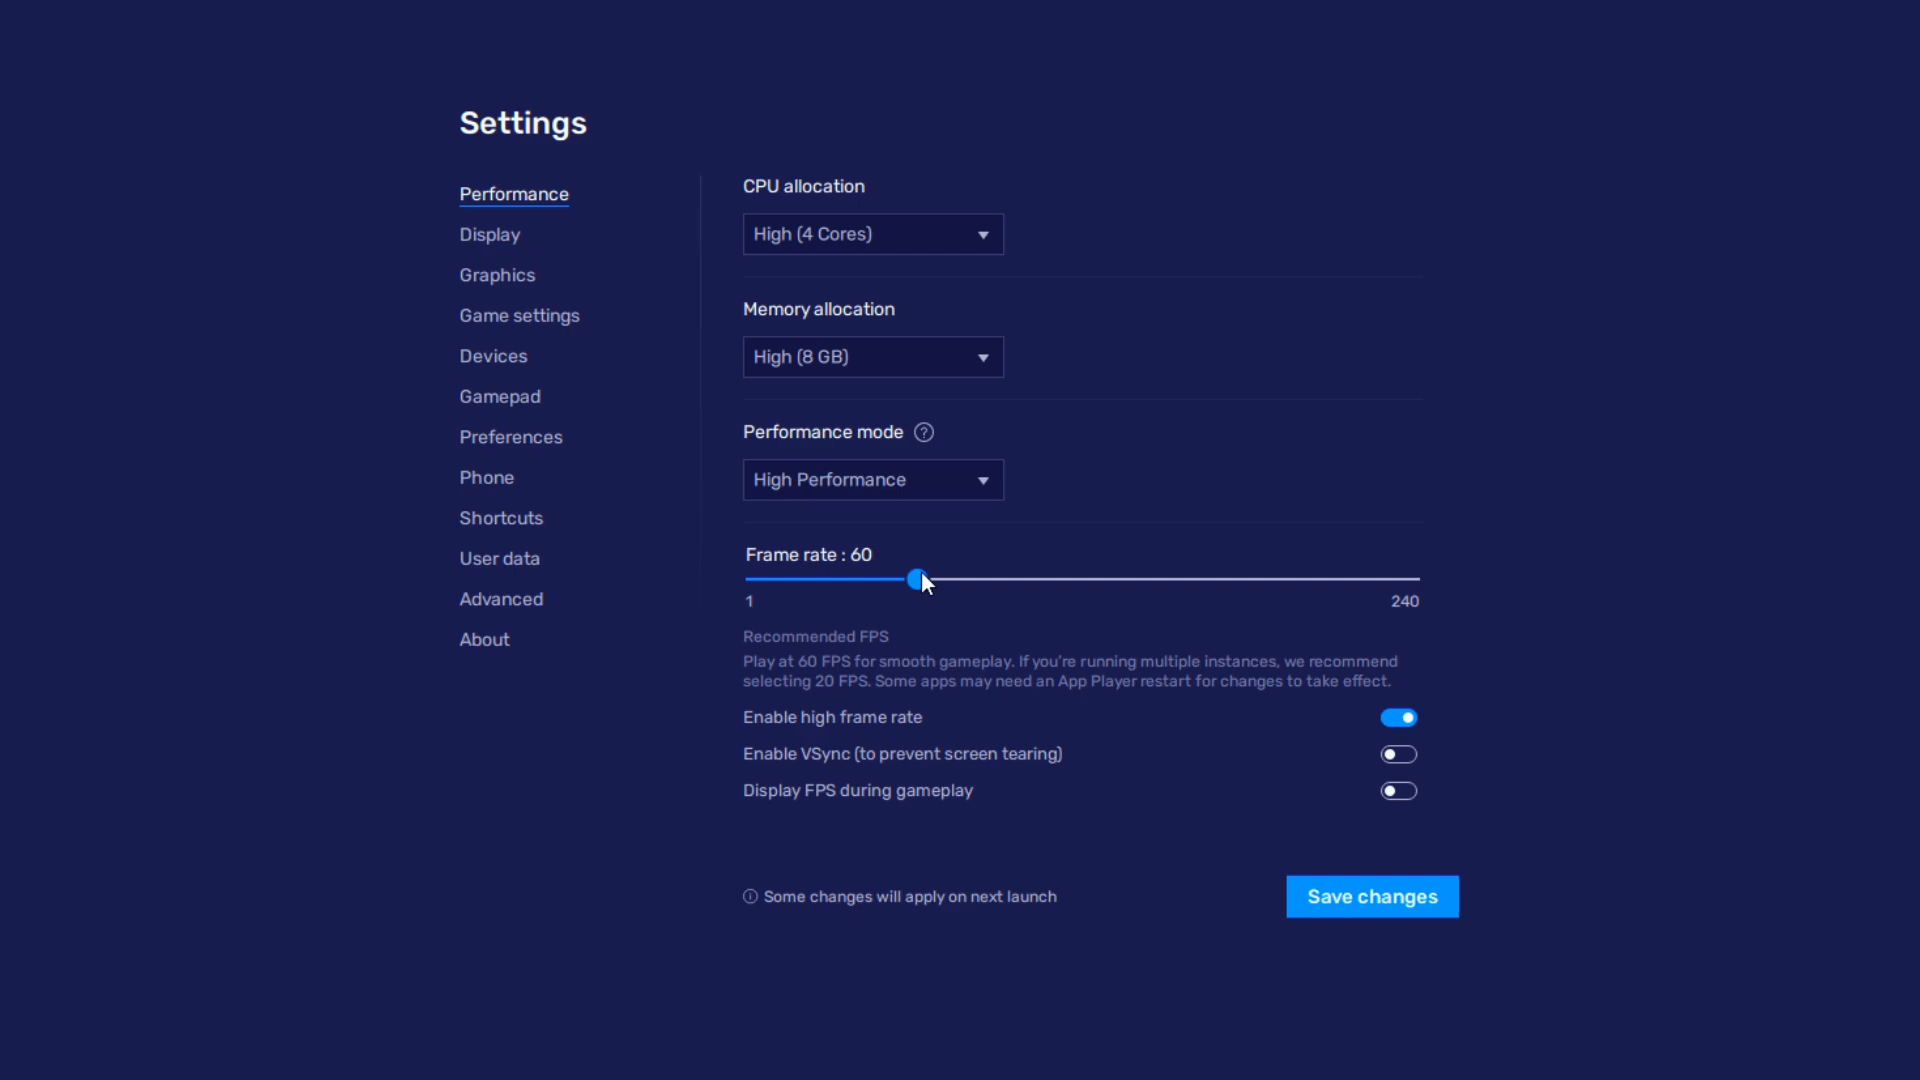 Settings
Performance
Display
Graphics
Game settings
Devices
Gamepad
Preferences
Phone
Shortcuts
User data
Advanced
About
CPU allocation
High (4 Cores)
Memory allocation
High (8 GB)
Performance mode ?
High Performance
Frame rate : 60
1 240
Recommended FPS
Play at 60 FPS for smooth gameplay. If you're running multiple instances, we recommend
selecting 20 FPS. Some apps may need an App Player restart for changes to take effect.
Enable high frame rate
Enable VSync (to prevent screen tearing)
Display FPS during gameplay
Some changes will apply on next launch
Save changes